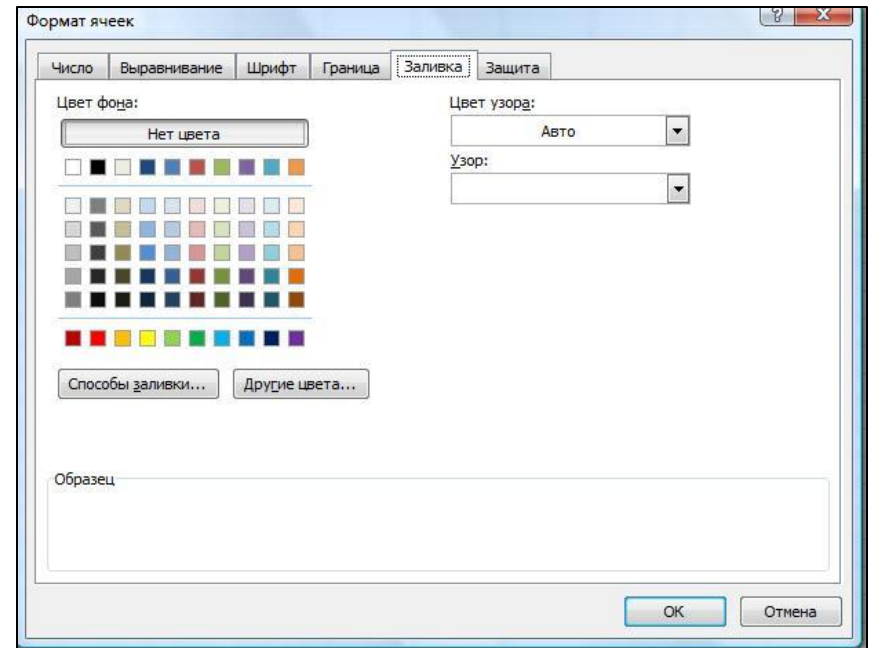 Формат ячеек
Число Выравнивание Шрифт Граница Заливка Защита
Цвет фона:
Нет цвета
Цвет узора:
Авто
Узор:
Способы заливки... Другие цвета...
Образец
ОК Отмена